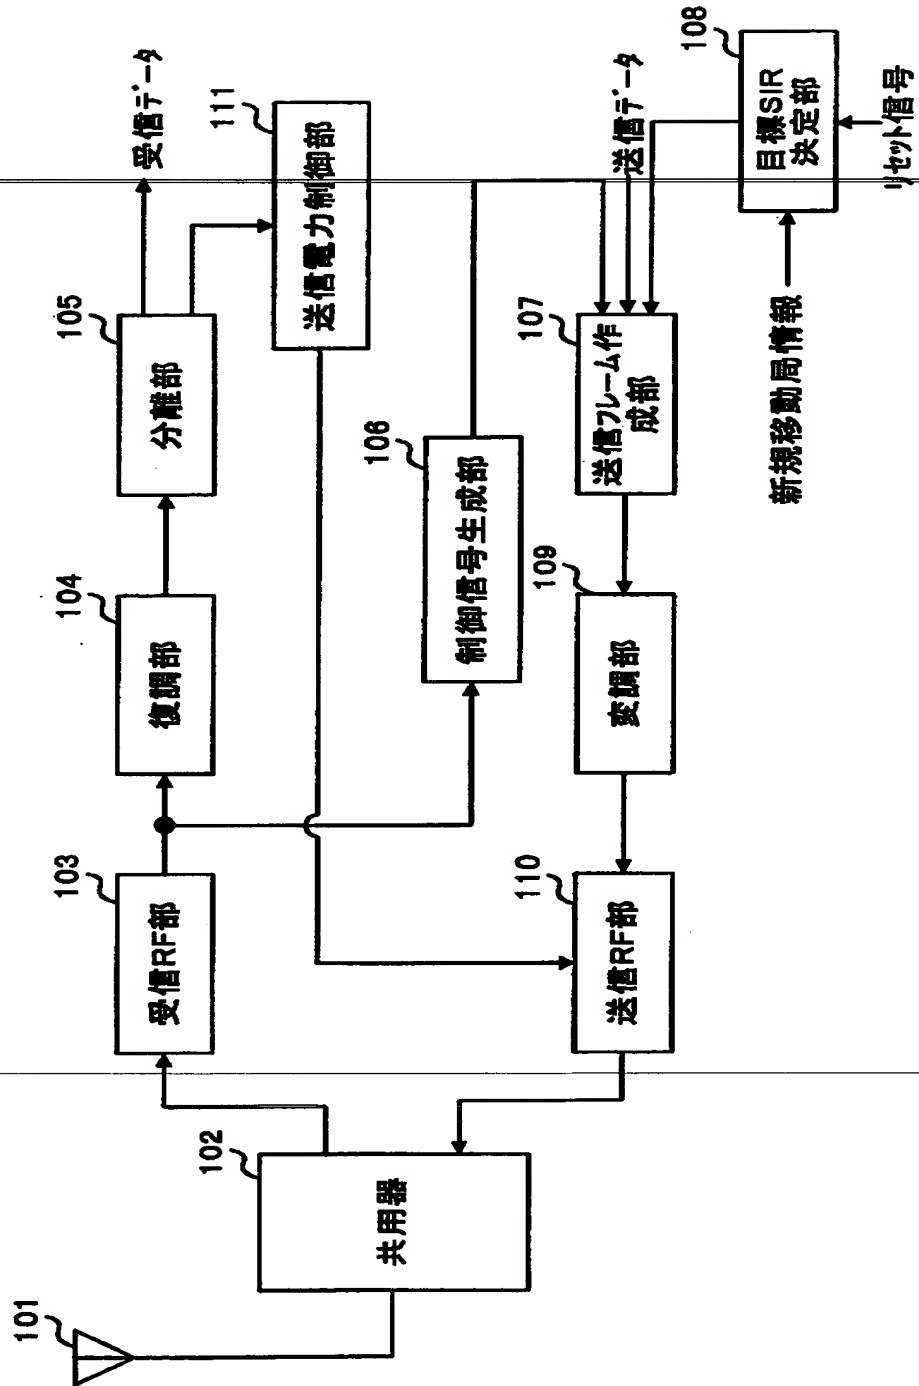 101
102
共用器
103
受信RF部
104
復調部
105
分離部
受信データ
111
送信電力制御部
106
制御信号生成部
110
送信RF部
109
変調部
107
送信フレーム作
成部
送信データ
108
目標SIR
決定部
新規移動局情報
リセット信号